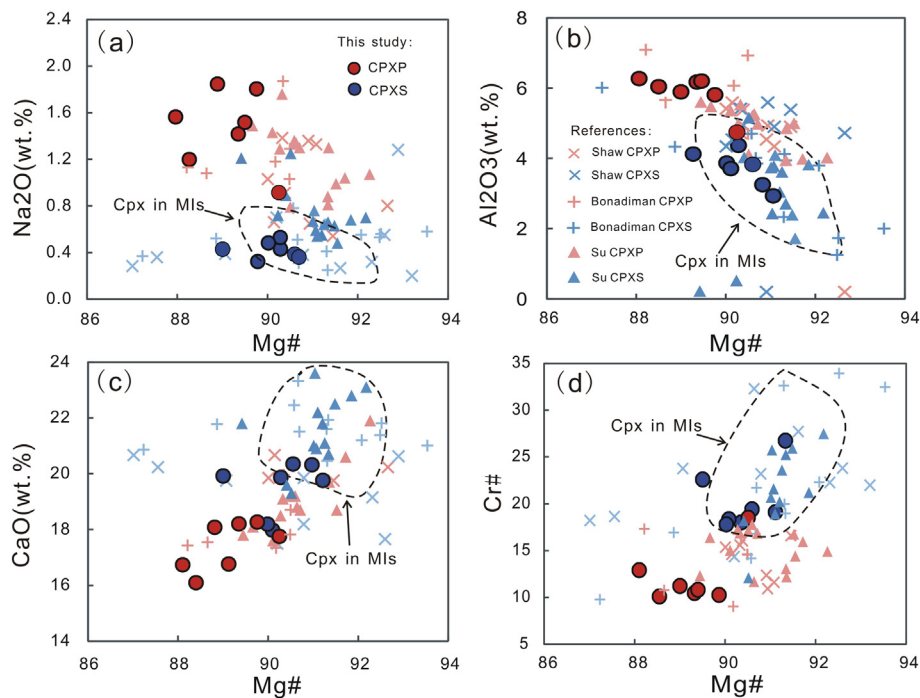 (a)
This study:
CPXP
CPXS
Cpx in MIs
Na2O(wt.%)
2.4
2.0
1.6
1.2
0.8
0.4
0.0
86 88 90 92 94
Mg#
(b)
References:
Shaw CPXP
Shaw CPXS
Bonadiman CPXP
Bonadiman CPXS
Su CPXP
Su CPXS
Cpx in MIs
Al2O3(wt.%)
8
6
4
2
0
86 88 90 92 94
Mg#
(c)
Cpx in MIs
CaO(wt.%)
24
22
20
18
16
14
86 88 90 92 94
Mg#
(d)
Cpx in MIs
Cr#
35
30
25
20
15
10
5
86 88 90 92 94
Mg#